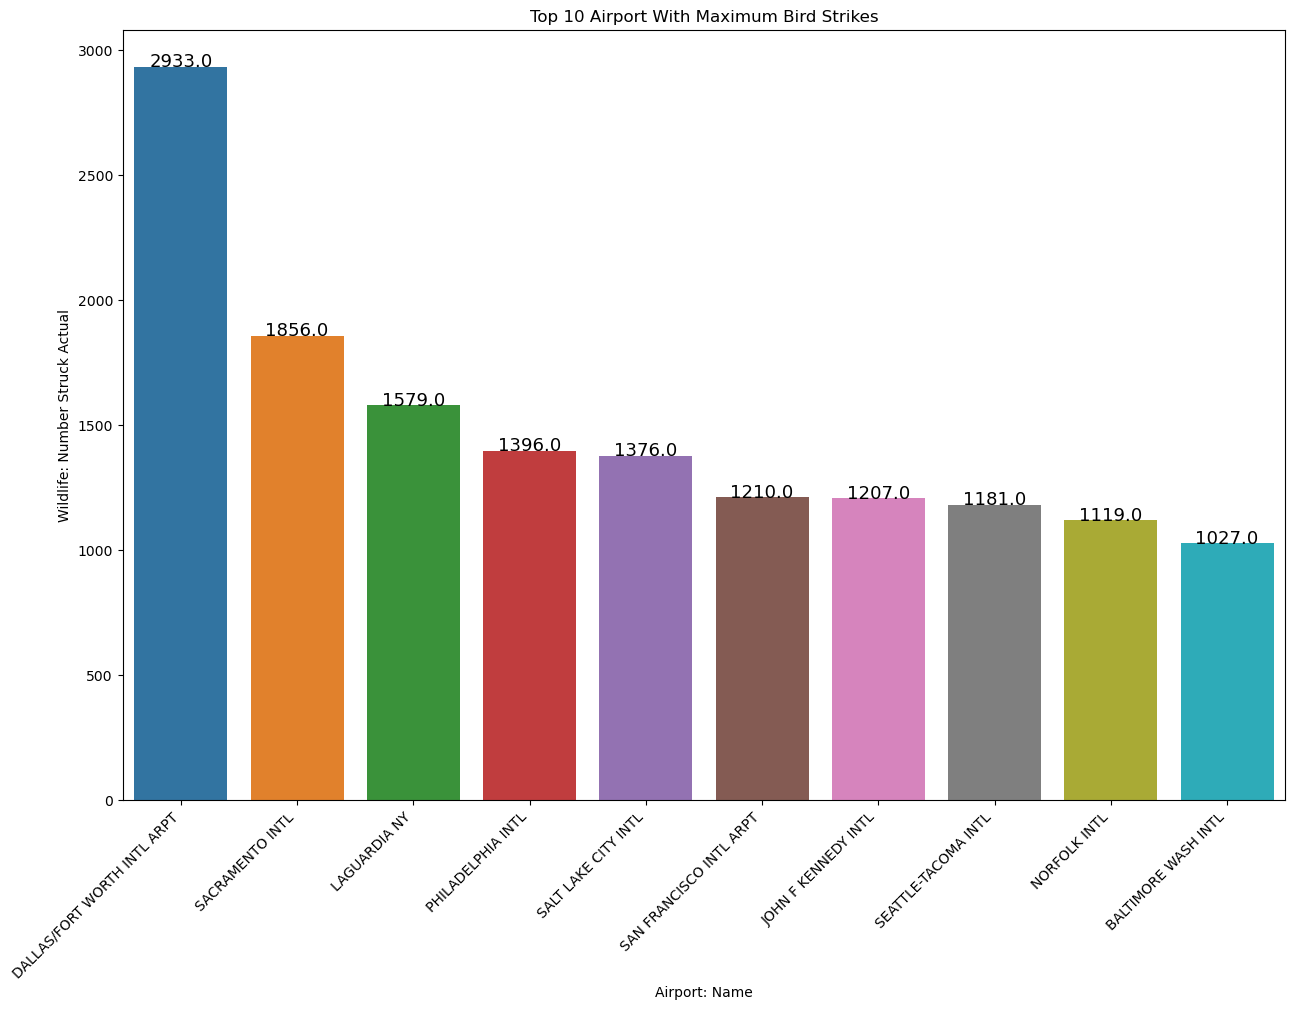 Top 10 Airport With Maximum Bird Strikes
Wildlife: Number Struck Actual
3000
2500
2000
1500
1000
500
0
2933.0
1856.0
1579.0
1396.0
1376.0
1210.0
1207.0
1181.0
1119.0
1027.0
DALLAS/FORT WORTH INTL ARPT
SACRAMENTO INTL
LAGUARDIA NY
PHILADELPHIA INTL
SALT LAKE CITY INTL
SAN FRANCISCO INTL ARPT
JOHN F KENNEDY INTL
SEATTLE-TACOMA INTL
NORFOLK INTL
BALTIMORE WASH INTL
Airport: Name